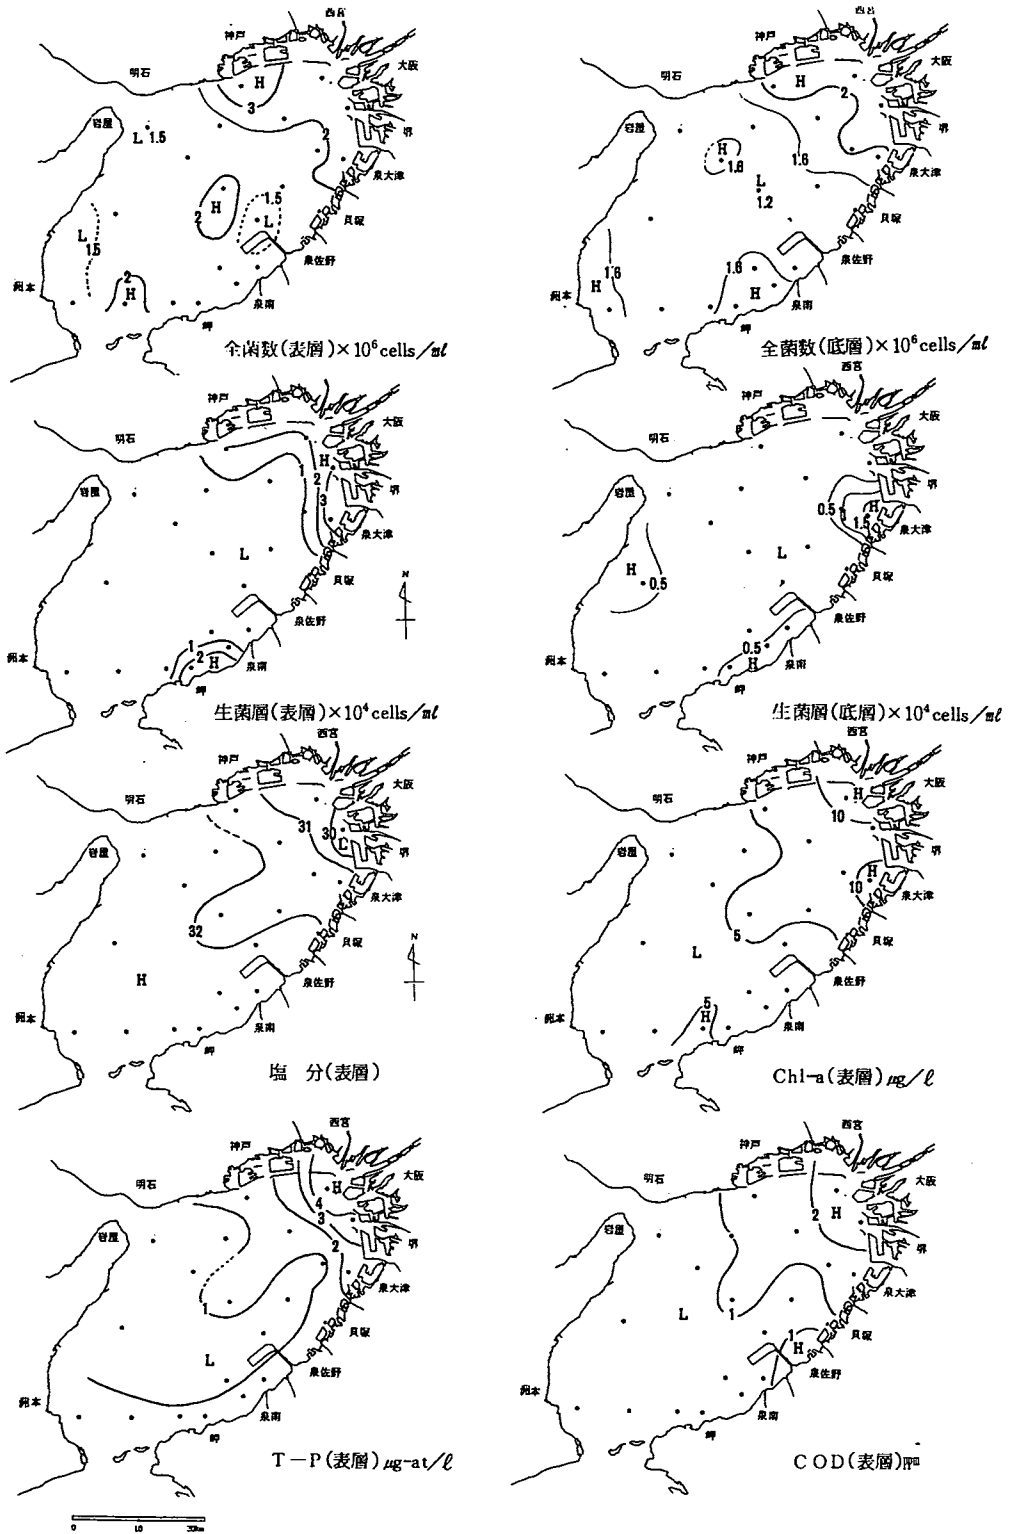 西宮
神戸
大阪
明石
H
3
岩屋
L 1.5
2
堺
泉大津
H
2
1.5
L
貝塚
L
1.5
泉佐野
2
H
洲本
泉南
岬
全菌数(表層)×10⁶cells/ml
西宮
神戸
大阪
明石
H
2
岩屋
堺
H
1.6
1.6
泉大津
L
1.2
貝塚
泉佐野
1.6
1.6
H
H
洲本
泉南
岬
全菌数(底層)×10⁶cells/ml
神戸
大阪
明石
H
1
2
3
岩屋
堺
泉大津
L
貝塚
N
泉佐野
1
2
H
洲本
泉南
岬
生菌層(表層)×10⁴cells/ml
西宮
神戸
大阪
明石
岩屋
堺
0.5
1
H
1.5
泉大津
L
H
0.5
貝塚
泉佐野
0.5
H
洲本
泉南
岬
生菌層(底層)×10⁴cells/ml
西宮
神戸
大阪
明石
31
30
L
岩屋
堺
泉大津
32
貝塚
N
H
泉佐野
洲本
泉南
岬
塩 分(表層)
西宮
神戸
大阪
明石
H
10
岩屋
堺
H
10
泉大津
5
貝塚
L
泉佐野
5
H
洲本
泉南
岬
Chl-a(表層)μg/ℓ
西宮
神戸
大阪
明石
H
4
3
2
岩屋
堺
泉大津
1
貝塚
L
泉佐野
洲本
泉南
岬
T-P(表層)μg-at/ℓ
西宮
神戸
大阪
明石
H
2
岩屋
堺
泉大津
L
1
1
貝塚
H
泉佐野
洲本
泉南
岬
COD(表層)ppm
0 10 20km